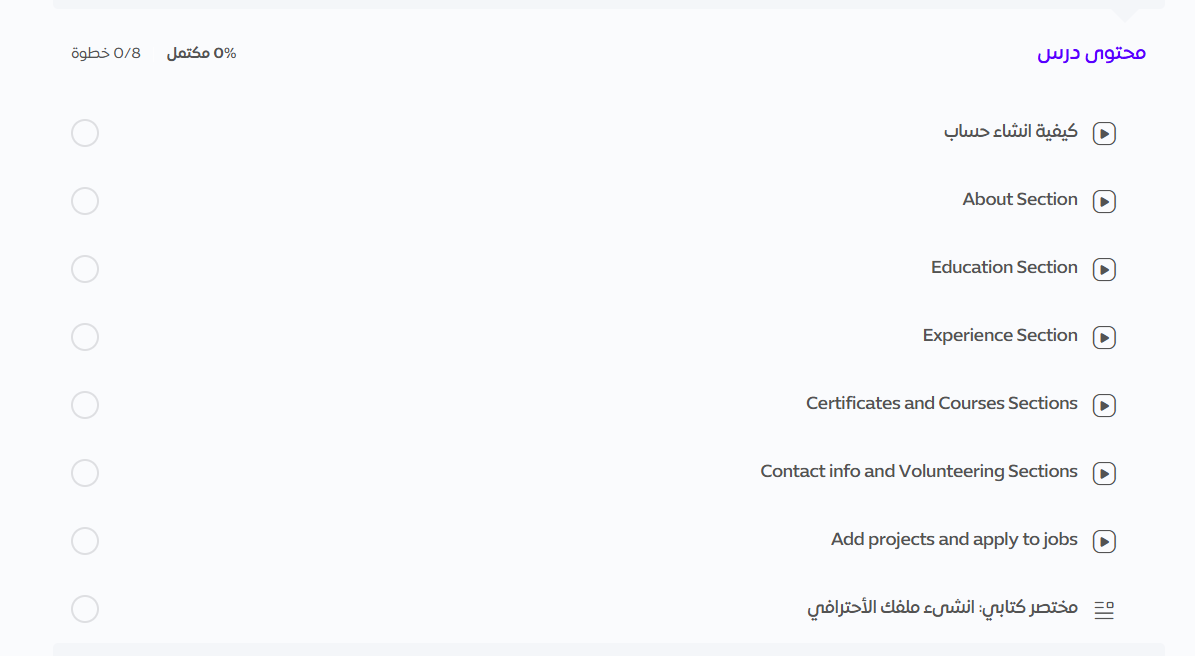 محتوى درس
0% مكتمل
0/8 خطوة
كيفية انشاء حساب
About Section
Education Section
Experience Section
Certificates and Courses Sections
Contact info and Volunteering Sections
Add projects and apply to jobs
مختصر كتابي: انشىء ملفك الأحترافي